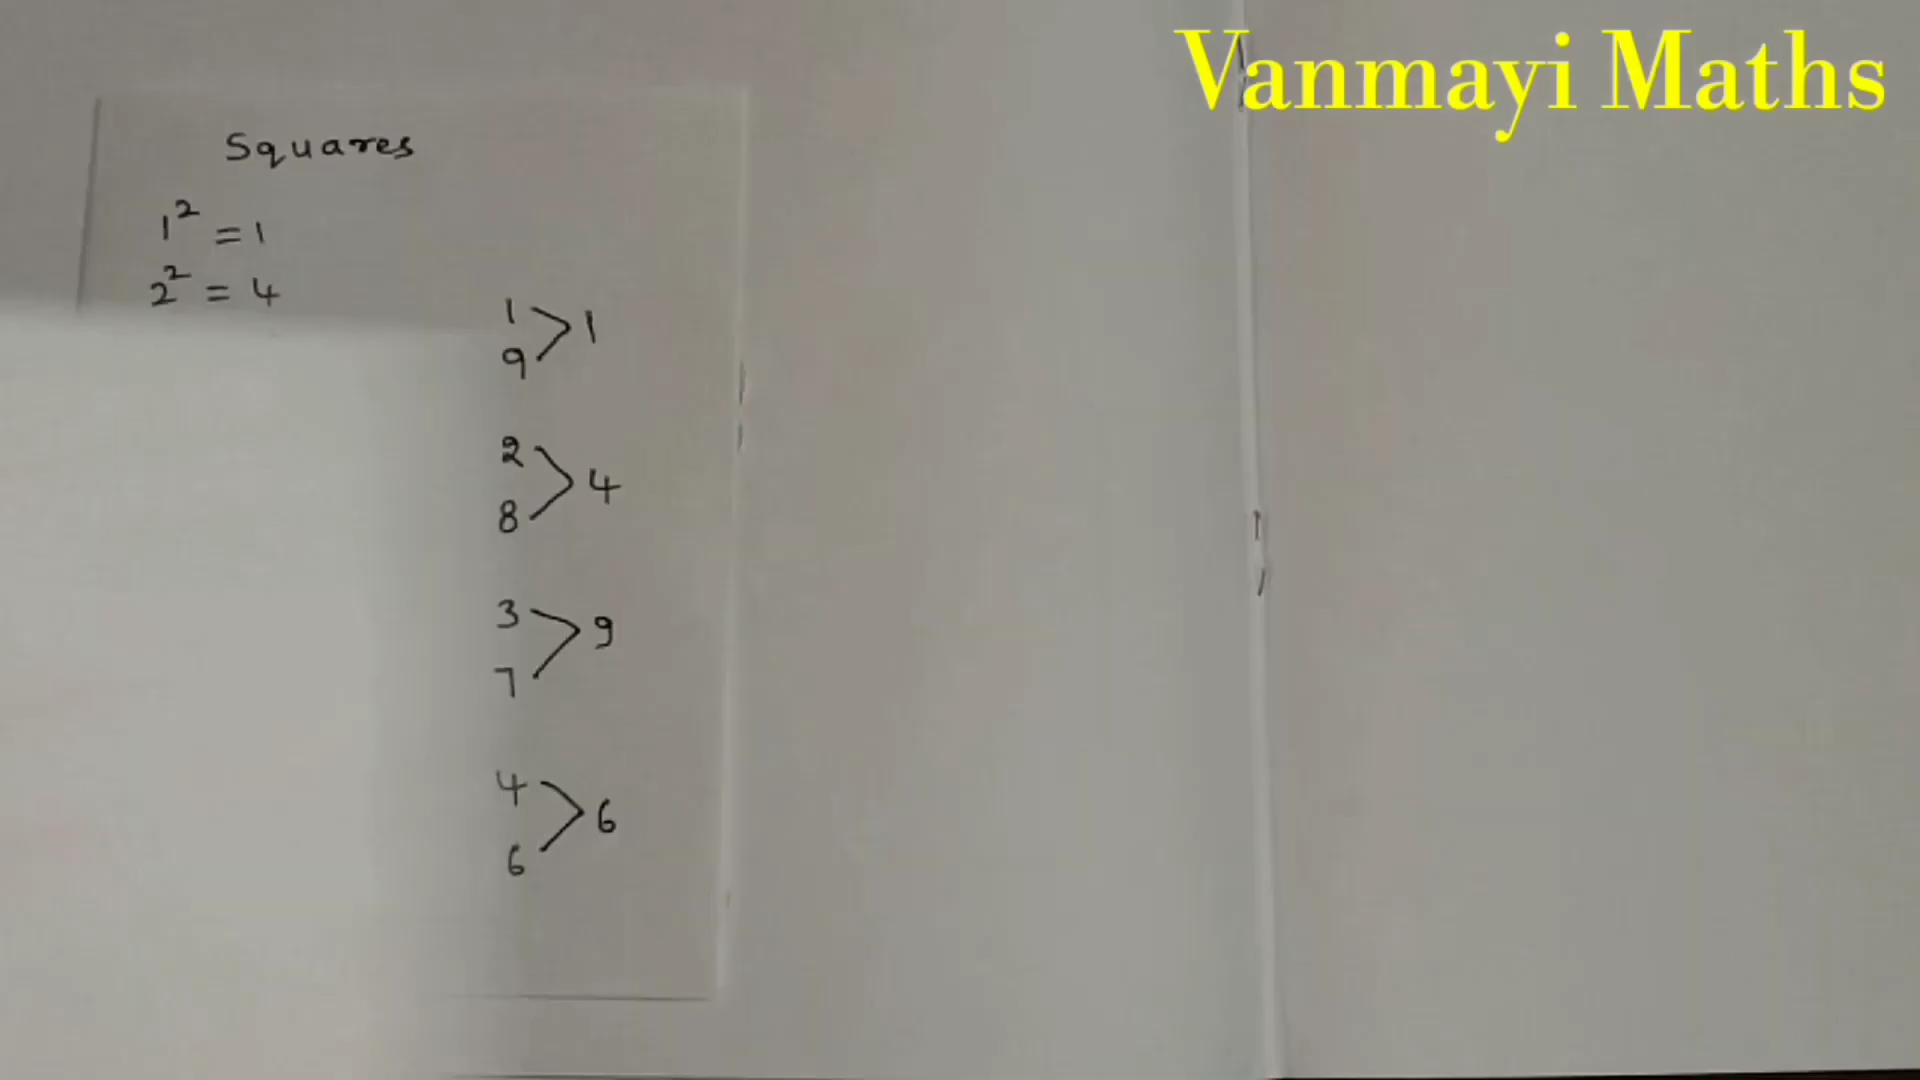 Vanmayi Maths
Squares
1² = 1
2² = 4
1
9 > 1
2
8 > 4
3
7 > 9
4
6 > 6